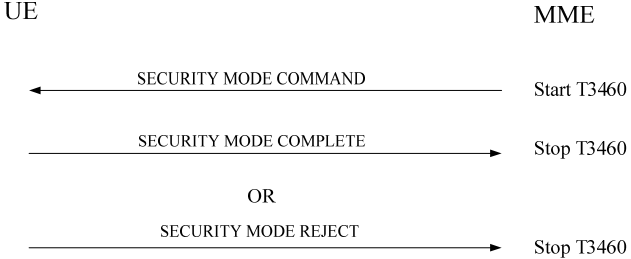 UE
MME
SECURITY MODE COMMAND
Start T3460
SECURITY MODE COMPLETE
Stop T3460
OR
SECURITY MODE REJECT
Stop T3460